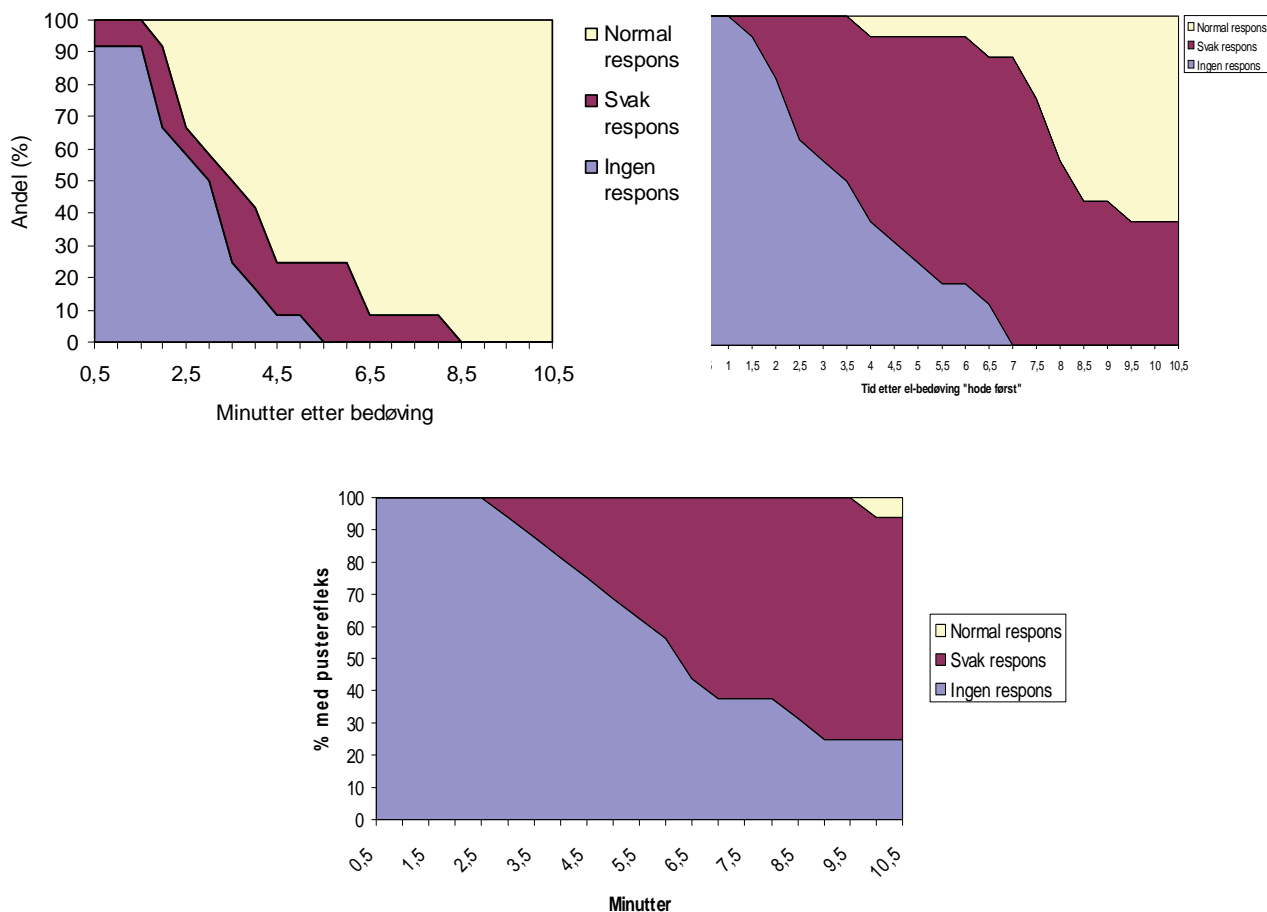 100
90
80
70
60
50
40
30
20
10
0
Andel (%)
0,5 2,5 4,5 6,5 8,5 10,5
Minutter etter bedøving
Normal
respons
Svak
respons
Ingen
respons
1 1,5 2 2,5 3 3,5 4 4,5 5 5,5 6 6,5 7 7,5 8 8,5 9 9,5 10 10,5
Tid etter el-bedøving "hode først"
Normal respons
Svak respons
Ingen respons
100
90
80
70
60
50
40
30
20
10
0
% med pusterefleks
0,5 1,5 2,5 3,5 4,5 5,5 6,5 7,5 8,5 9,5 10,5
Minutter
Normal respons
Svak respons
Ingen respons